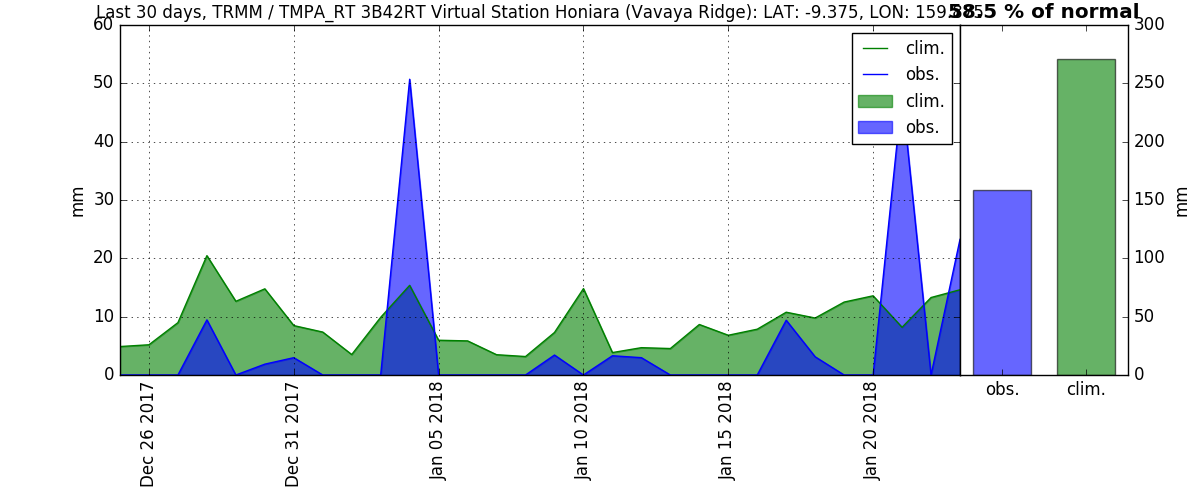 Last 30 days, TRMM / TMPA_RT 3B42RT Virtual Station Honiara (Vavaya Ridge): LAT: -9.375, LON:
58.5 % of normal
60
50
40
30
20
10
0
mm
clim.
obs.
clim.
obs.
Dec 26 2017
Dec 31 2017
Jan 05 2018
Jan 10 2018
Jan 15 2018
Jan 20 2018
300
250
200
150
100
50
0
mm
obs.
clim.